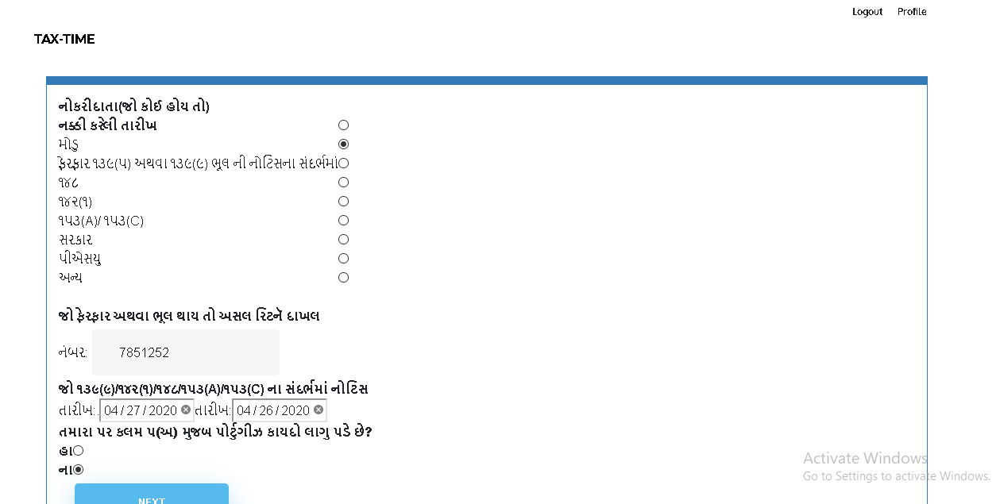 Logout Profile
TAX-TIME
નોકરીદાતા(જો કોઈ હોય તો)
નક્કી કરેલી તારીખ
મોડુ
ફેરફાર ૧૩૯(૫) અથવા ૧૩૯(૯) ભૂલ ની નોટિસના સંદર્ભમાં
૧૪૮
૧૪૨(૧)
૧૫૩(A)/ ૧૫૩(C)
સરકાર
પીએસયુ
અન્ય
જો ફેરફાર અથવા ભૂલ થાય તો અસલ રિટર્ન દાખલ
નંબર: 7851252
જો ૧૩૯(૯)/૧૪૨(૧)/૧૪૮/૧૫૩(A)/૧૫૩(C) ના સંદર્ભમાં નોટિસ
તારીખ:. 04/27/2020 તારીખ: 04/26/2020
તમારા પર કલમ ૫(અ) મુજબ પોર્ટુગીઝ કાયદો લાગુ પડે છે?
હા
ના
NEXT
Activate Windows
Go to Settings to activate Windows.